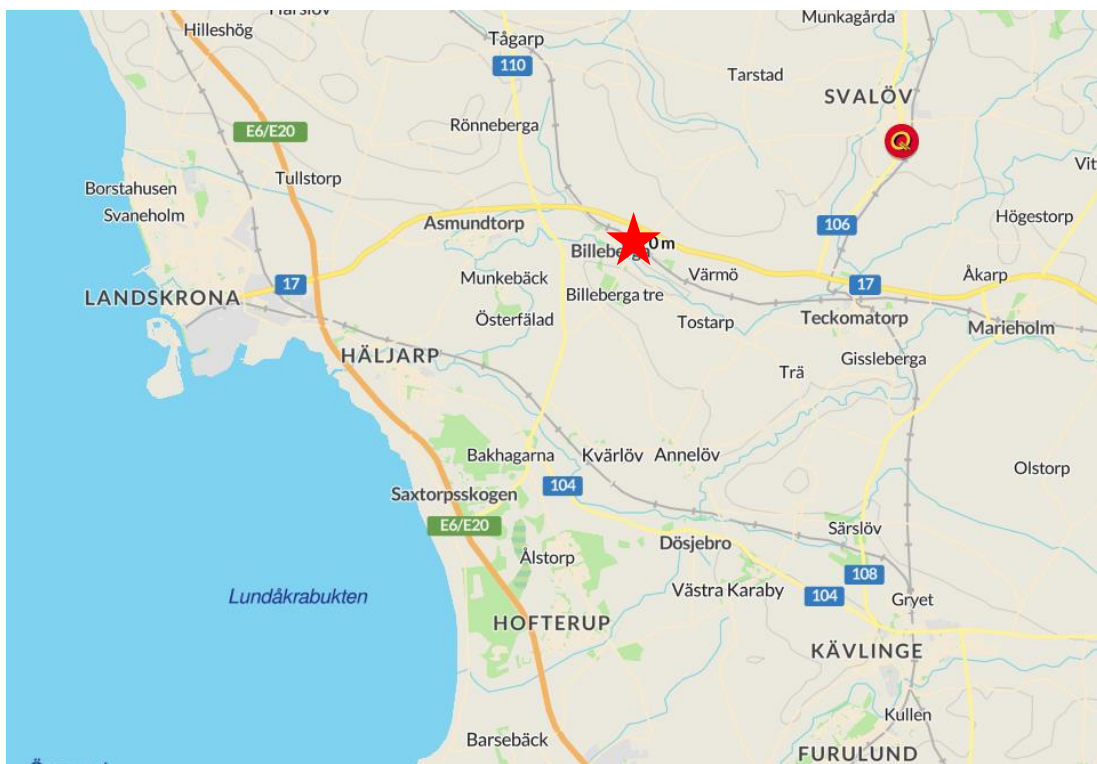 Munkagårda
Hilleshög
Tågarp
110
Tarstad
SVALÖV
Q
E6/E20
Rönneberga
Tullstorp
Borstahusen
Svaneholm
Asmundtorp
Högestorp
106
Billeberga
0 m
Värmö
Munkebäck
Billeberga tre
17
17
Åkarp
LANDSKRONA
Österfälad
Tostarp
Teckomatorp
Marieholm
HÄLJARP
Gissleberga
Trä
Bakhagarna
Kvärlöv
Annelöv
Olstorp
Saxtorpsskogen
104
E6/E20
Särslöv
Dösjebro
Ålstorp
108
Västra Karaby
104
Gryet
Lundåkrabukten
HOFTERUP
KÄVLINGE
Kullen
Barsebäck
FURULUND